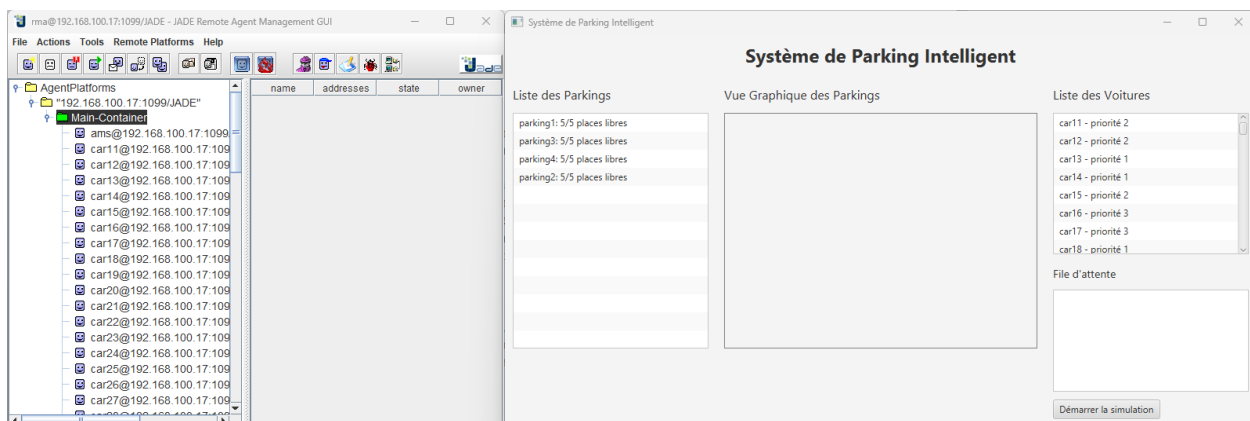 rma@192.168.100.17:1099/JADE - JADE Remote Agent Management GUI
File Actions Tools Remote Platforms Help
Jade
AgentPlatforms
"192.168.100.17:1099/JADE"
Main-Container
ams@192.168.100.17:1099
car11@192.168.100.17:109
car12@192.168.100.17:109
car13@192.168.100.17:109
car14@192.168.100.17:109
car15@192.168.100.17:109
car16@192.168.100.17:109
car17@192.168.100.17:109
car18@192.168.100.17:109
car19@192.168.100.17:109
car20@192.168.100.17:109
car21@192.168.100.17:109
car22@192.168.100.17:109
car23@192.168.100.17:109
car24@192.168.100.17:109
car25@192.168.100.17:109
car26@192.168.100.17:109
car27@192.168.100.17:109
name addresses state owner
Système de Parking Intelligent
Système de Parking Intelligent
Liste des Parkings
parking1: 5/5 places libres
parking3: 5/5 places libres
parking4: 5/5 places libres
parking2: 5/5 places libres
Vue Graphique des Parkings
Liste des Voitures
car11 - priorité 2
car12 - priorité 2
car13 - priorité 1
car14 - priorité 1
car15 - priorité 2
car16 - priorité 3
car17 - priorité 3
car18 - priorité 1
File d'attente
Démarrer la simulation